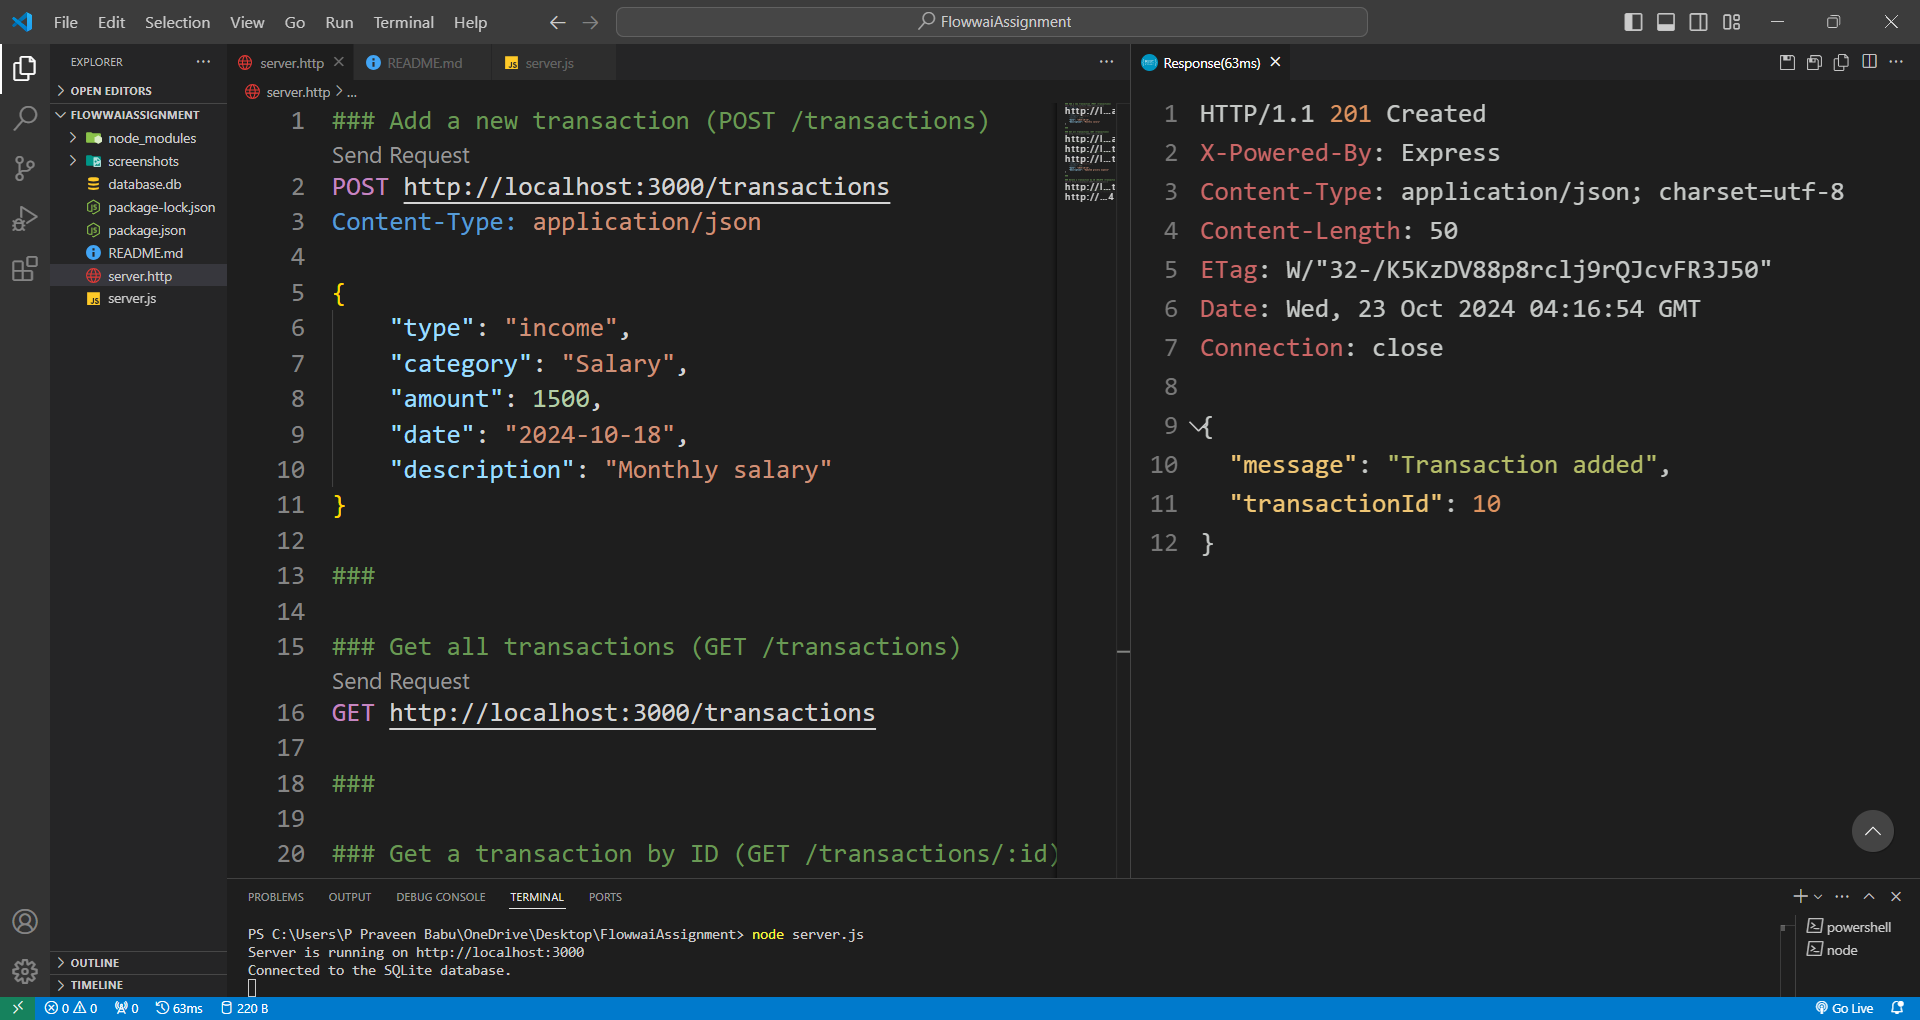 File Edit Selection View Go Run Terminal Help
FlowwaiAssignment
EXPLORER
OPEN EDITORS
FLOWWAIASSIGNMENT
node_modules
screenshots
database.db
package-lock.json
package.json
README.md
server.http
server.js
OUTLINE
TIMELINE
server.http README.md server.js
server.http > ...
1 ### Add a new transaction (POST /transactions)
Send Request
2 POST http://localhost:3000/transactions
3 Content-Type: application/json
4
5 {
6 "type": "income",
7 "category": "Salary",
8 "amount": 1500,
9 "date": "2024-10-18",
10 "description": "Monthly salary"
11 }
12
13 ###
14
15 ### Get all transactions (GET /transactions)
Send Request
16 GET http://localhost:3000/transactions
17
18 ###
19
20 ### Get a transaction by ID (GET /transactions/:id)
Response(63ms)
1 HTTP/1.1 201 Created
2 X-Powered-By: Express
3 Content-Type: application/json; charset=utf-8
4 Content-Length: 50
5 ETag: W/"32-/K5KzDV88p8rclj9rQJcvFR3J50"
6 Date: Wed, 23 Oct 2024 04:16:54 GMT
7 Connection: close
8
9 {
10 "message": "Transaction added",
11 "transactionId": 10
12 }
PROBLEMS OUTPUT DEBUG CONSOLE TERMINAL PORTS
PS C:\Users\P Praveen Babu\OneDrive\Desktop\FlowwaiAssignment> node server.js
Server is running on http://localhost:3000
Connected to the SQLite database.
powershell
node
0 0 0 63ms 220 B
Go Live